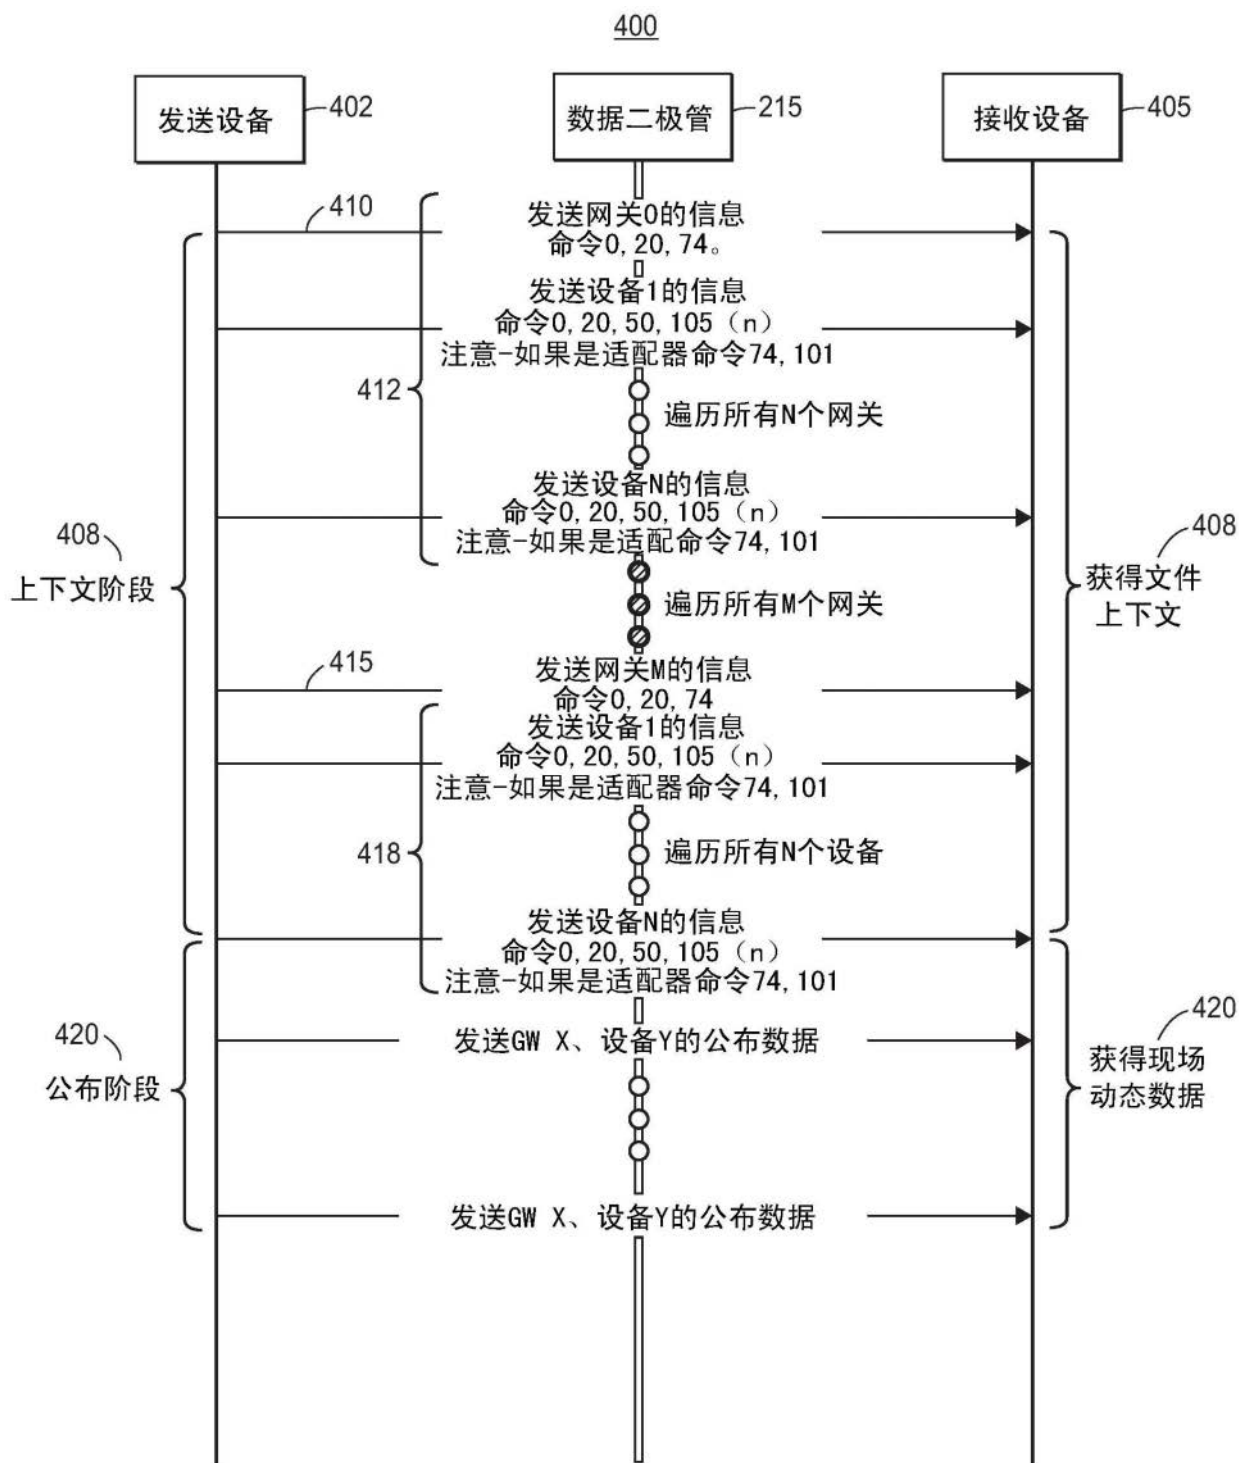 400
发送设备
402
数据二极管
215
接收设备
405
410
发送网关0的信息
命令0,20,74。
发送设备1的信息
命令0,20,50,105（n）
注意-如果是适配器命令74,101
412
遍历所有N个网关
发送设备N的信息
命令0,20,50,105（n）
注意-如果是适配命令74,101
408
上下文阶段
408
获得文件
上下文
遍历所有M个网关
415
发送网关M的信息
命令0,20,74
发送设备1的信息
命令0,20,50,105（n）
注意-如果是适配器命令74,101
418
遍历所有N个设备
发送设备N的信息
命令0,20,50,105（n）
注意-如果是适配器命令74,101
420
公布阶段
发送GW X、设备Y的公布数据
420
获得现场
动态数据
发送GW X、设备Y的公布数据